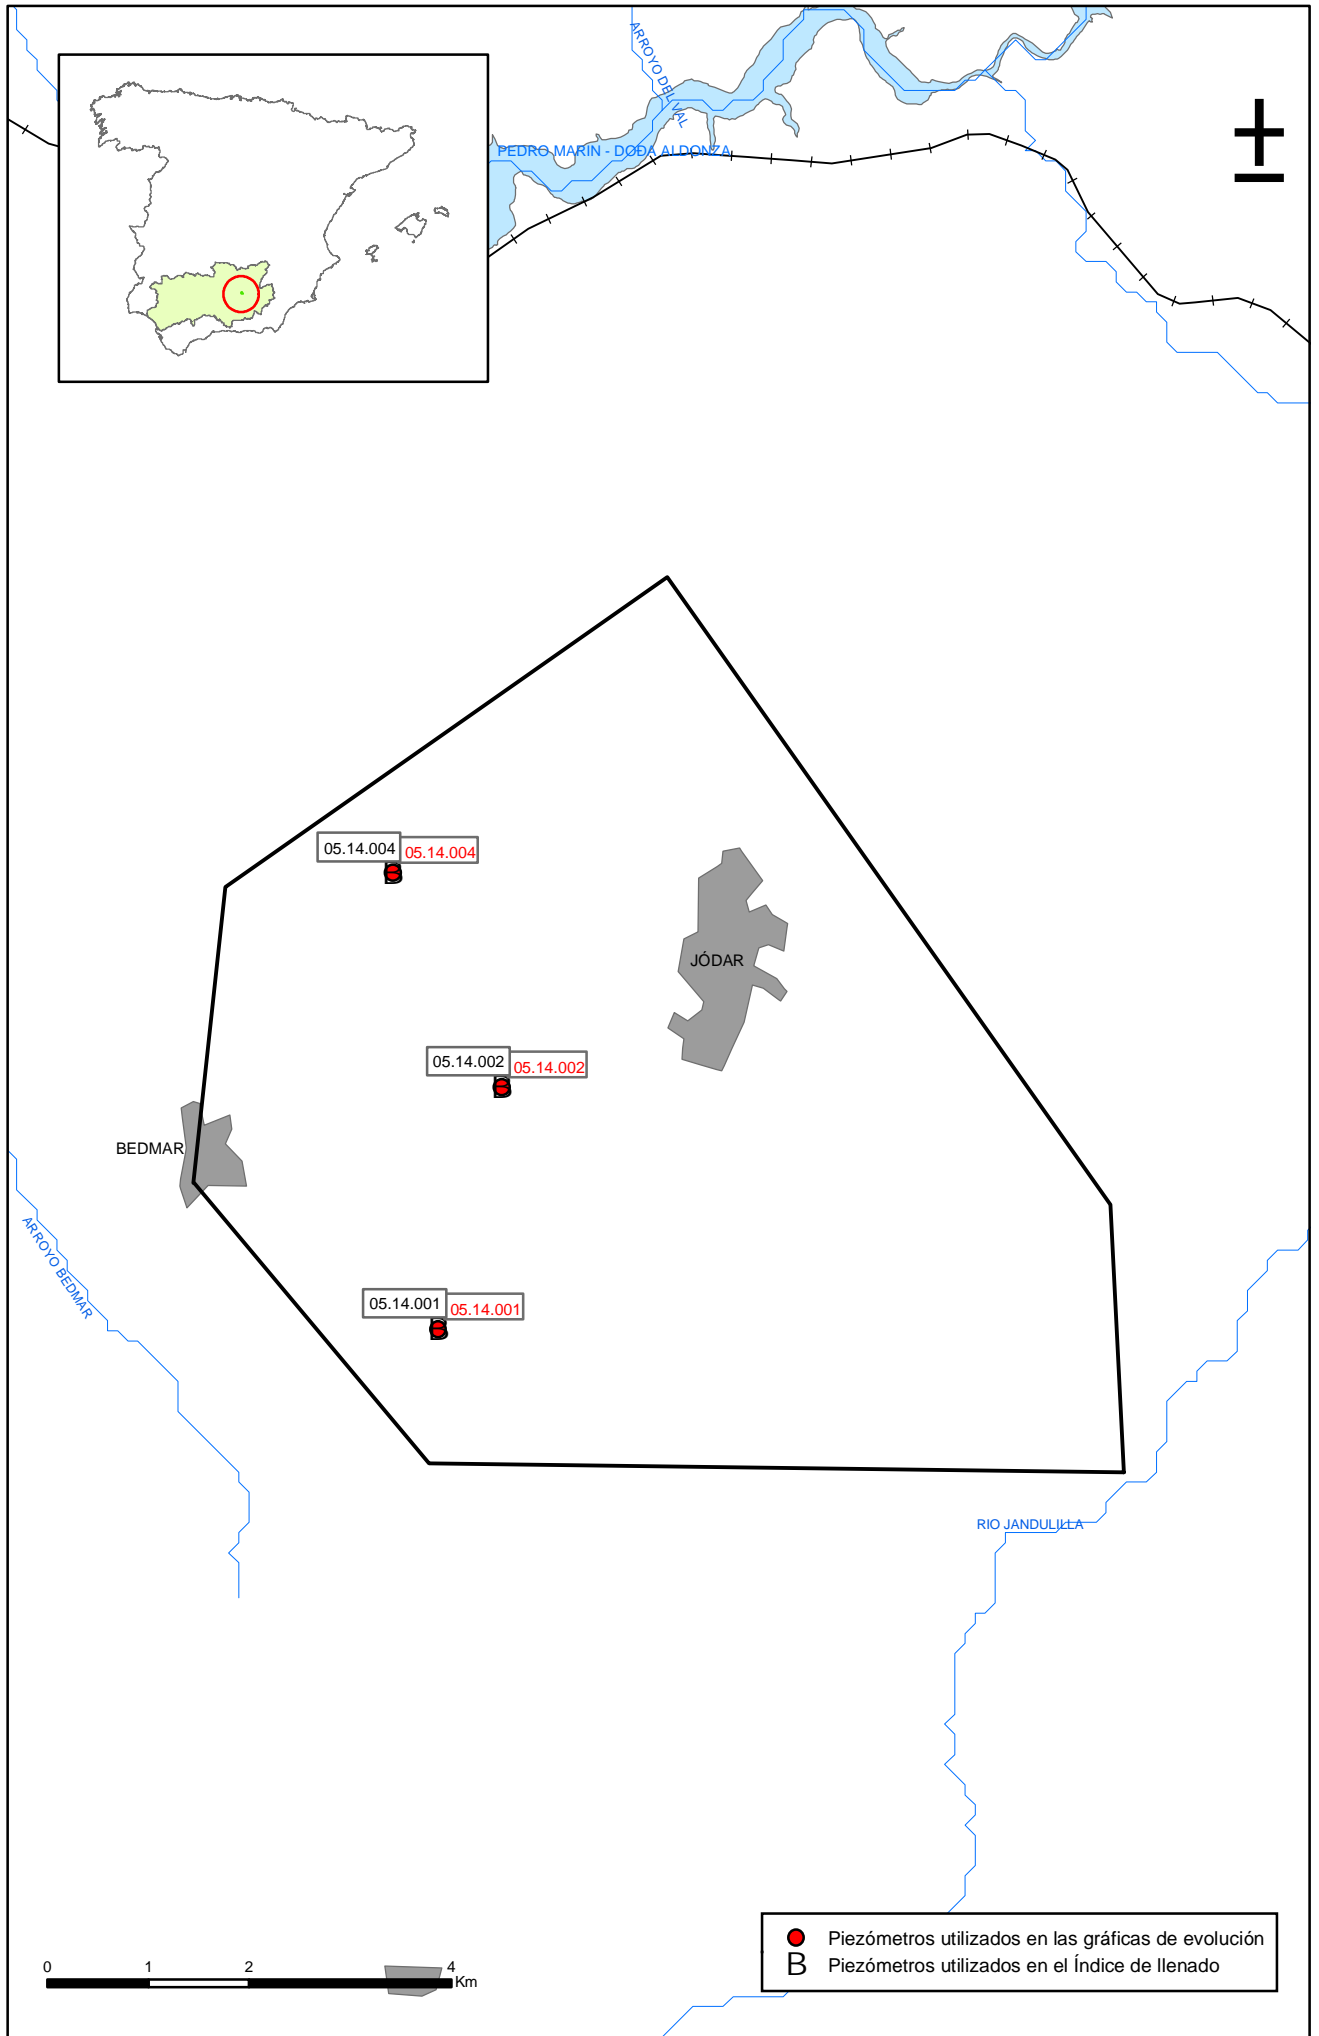 ARROYO DEL VAL
PEDRO MARIN - DOÐA ALDONZA
±
05.14.004
05.14.004
B
JÓDAR
05.14.002
05.14.002
B
BEDMAR
ARROYO BEDMAR
05.14.001
05.14.001
B
RIO JANDULILLA
Piezómetros utilizados en las gráficas de evolución
B Piezómetros utilizados en el Índice de llenado
0 1 2 4
Km